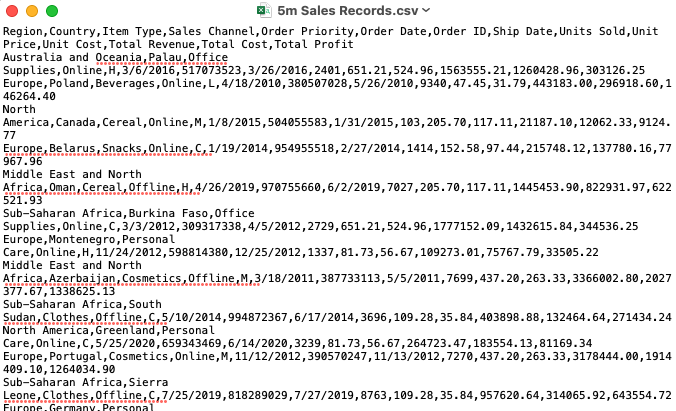 5m Sales Records.csv
Region,Country,Item Type,Sales Channel,Order Priority,Order Date,Order ID,Ship Date,Units Sold,Unit
Price,Unit Cost,Total Revenue,Total Cost,Total Profit
Australia and Oceania,Palau,Office
Supplies,Online,H,3/6/2016,517073523,3/26/2016,2401,651.21,524.96,1563555.21,1260428.96,303126.25
Europe,Poland,Beverages,Online,L,4/18/2010,380507028,5/26/2010,9340,47.45,31.79,443183.00,296918.60,1
46264.40
North
America,Canada,Cereal,Online,M,1/8/2015,504055583,1/31/2015,103,205.70,117.11,21187.10,12062.33,9124.
77
Europe,Belarus,Snacks,Online,C,1/19/2014,954955518,2/27/2014,1414,152.58,97.44,215748.12,137780.16,77
967.96
Middle East and North
Africa,Oman,Cereal,Offline,H,4/26/2019,970755660,6/2/2019,7027,205.70,117.11,1445453.90,822931.97,622
521.93
Sub-Saharan Africa,Burkina Faso,Office
Supplies,Online,C,3/3/2012,309317338,4/5/2012,2729,651.21,524.96,1777152.09,1432615.84,344536.25
Europe,Montenegro,Personal
Care,Online,H,11/24/2012,598814380,12/25/2012,1337,81.73,56.67,109273.01,75767.79,33505.22
Middle East and North
Africa,Azerbaijan,Cosmetics,Offline,M,3/18/2011,387733113,5/5/2011,7699,437.20,263.33,3366002.80,2027
377.67,1338625.13
Sub-Saharan Africa,South
Sudan,Clothes,Offline,C,5/10/2014,994872367,6/17/2014,3696,109.28,35.84,403898.88,132464.64,271434.24
North America,Greenland,Personal
Care,Online,C,5/25/2020,659343469,6/14/2020,3239,81.73,56.67,264723.47,183554.13,81169.34
Europe,Portugal,Cosmetics,Online,M,11/12/2012,390570247,11/13/2012,7270,437.20,263.33,3178444.00,1914
409.10,1264034.90
Sub-Saharan Africa,Sierra
Leone,Clothes,Offline,C,7/25/2019,818289029,7/27/2019,8763,109.28,35.84,957620.64,314065.92,643554.72
Europe,Germany,Personal